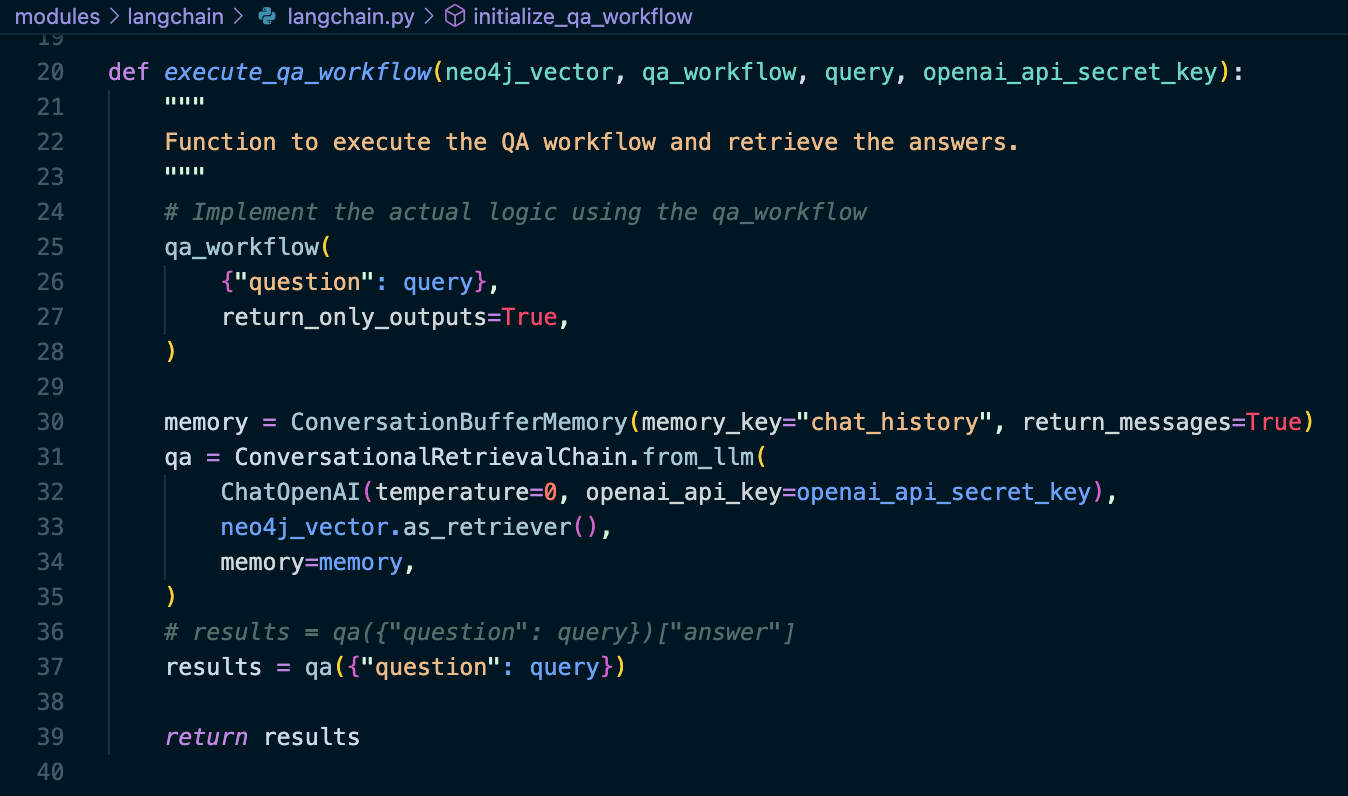 modules > langchain > langchain.py > initialize_qa_workflow
19
20 def execute_qa_workflow(neo4j_vector, qa_workflow, query, openai_api_secret_key):
21     """
22     Function to execute the QA workflow and retrieve the answers.
23     """
24     # Implement the actual logic using the qa_workflow
25     qa_workflow(
26         {"question": query},
27         return_only_outputs=True,
28     )
29
30     memory = ConversationBufferMemory(memory_key="chat_history", return_messages=True)
31     qa = ConversationalRetrievalChain.from_llm(
32         ChatOpenAI(temperature=0, openai_api_key=openai_api_secret_key),
33         neo4j_vector.as_retriever(),
34         memory=memory,
35     )
36     # results = qa({"question": query})["answer"]
37     results = qa({"question": query})
38
39     return results
40